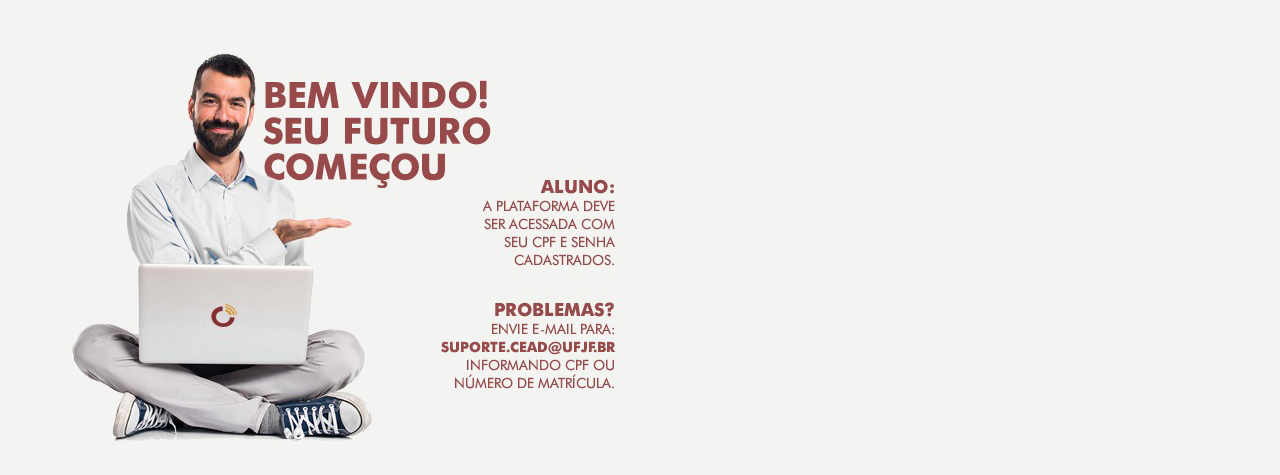 BEM VINDO!
SEU FUTURO
COMEÇOU
ALUNO:
A PLATAFORMA DEVE
SER ACESSADA COM
SEU CPF E SENHA
CADASTRADOS.
PROBLEMAS?
ENVIE E-MAIL PARA:
SUPORTE.CEAD@UFJF.BR
INFORMANDO CPF OU
NÚMERO DE MATRÍCULA.